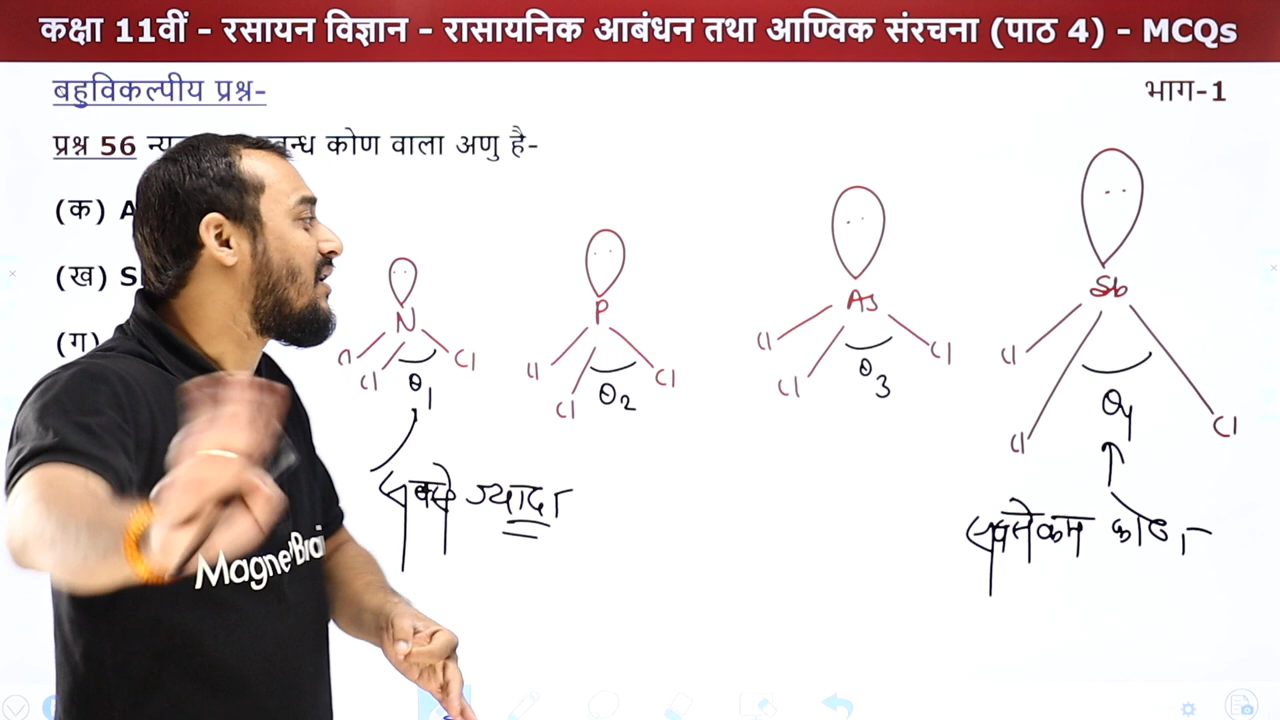 कक्षा 11वीं - रसायन विज्ञान - रासायनिक आबंधन तथा आण्विक संरचना (पाठ 4) - MCQs
बहुविकल्पीय प्रश्न-
भाग-1
प्रश्न 56 कोण वाला अणु है-
(क) A
(ख) S
(ग)
N
Cl
Cl
θ1
P
Cl
Cl
Cl
θ2
As
Cl
Cl
Cl
θ3
Sb
Cl
Cl
Cl
θ4
सबसे ज्यादा
सबसे कम कोण